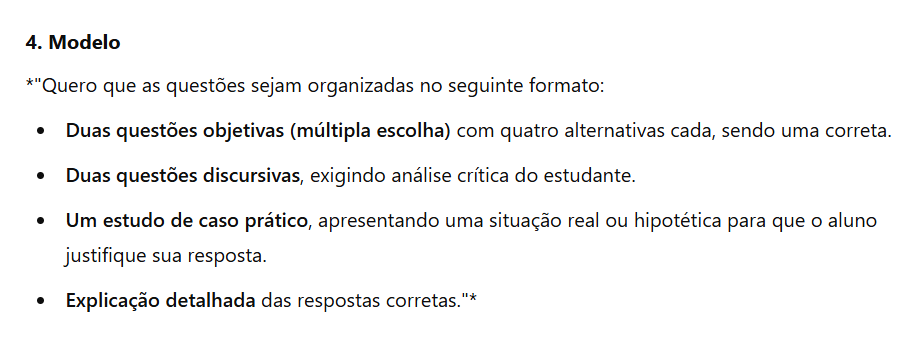 4. Modelo
*"Quero que as questões sejam organizadas no seguinte formato:
• Duas questões objetivas (múltipla escolha) com quatro alternativas cada, sendo uma correta.
• Duas questões discursivas, exigindo análise crítica do estudante.
• Um estudo de caso prático, apresentando uma situação real ou hipotética para que o aluno
justifique sua resposta.
• Explicação detalhada das respostas corretas."*